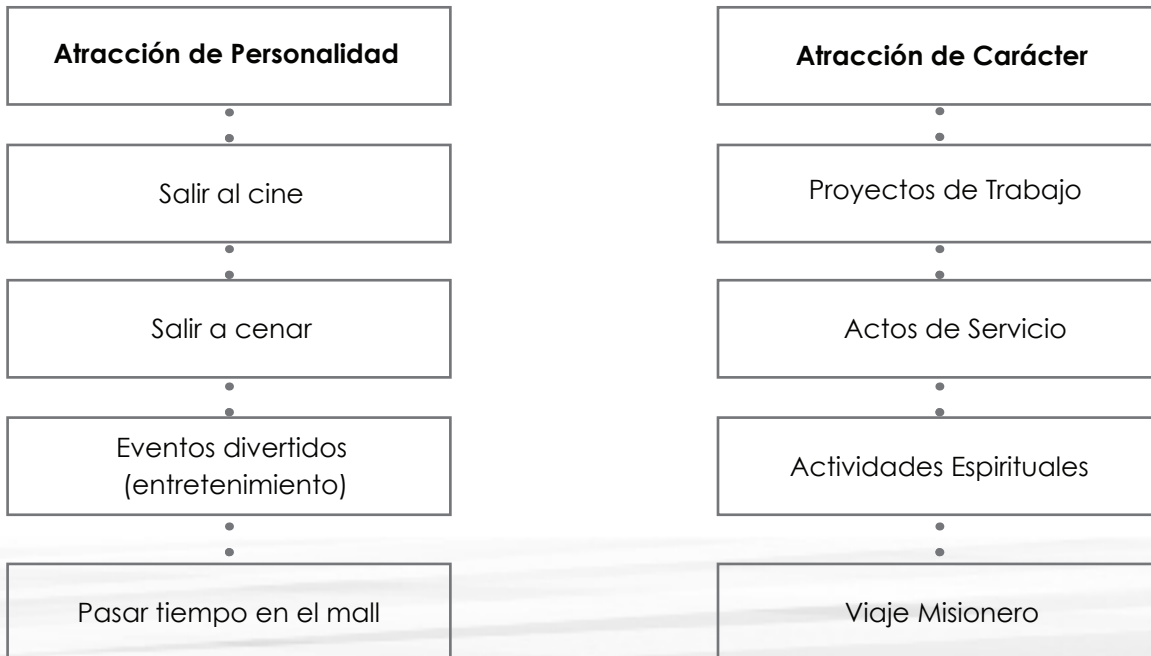 Atracción de Personalidad
Salir al cine
Salir a cenar
Eventos divertidos
(entretenimiento)
Pasar tiempo en el mall
Atracción de Carácter
Proyectos de Trabajo
Actos de Servicio
Actividades Espirituales
Viaje Misionero